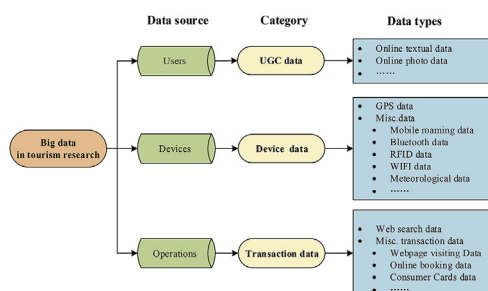 Data source Category Data types
Big data
in tourism research
Users
UGC data
• Online textual data
• Online photo data
• ……
Devices
Device data
• GPS data
• Misc.data
• Mobile roaming data
• Bluetooth data
• RFID data
• WIFI data
• Meteorological data
• ……
Operations
Transaction data
• Web search data
• Misc. transaction data
• Webpage visiting Data
• Online booking data
• Consumer Cards data
• ……